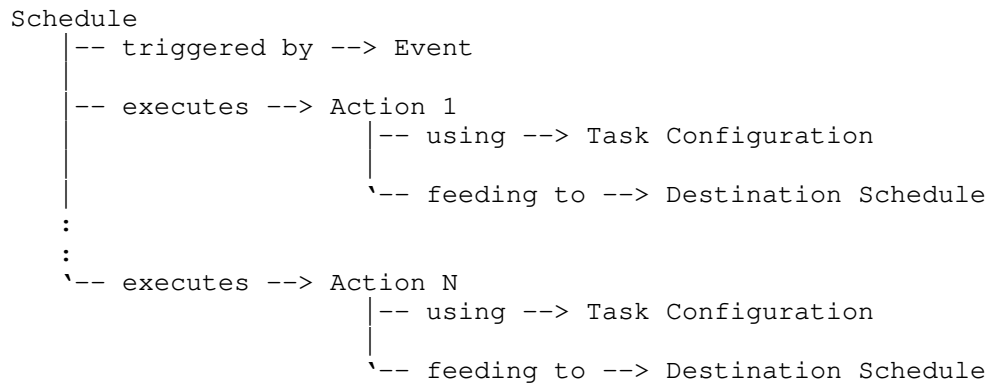 Schedule
|-- triggered by --> Event
|
|-- executes --> Action 1
|                |-- using --> Task Configuration
|                |
|                `-- feeding to --> Destination Schedule
:
:
`-- executes --> Action N
                 |-- using --> Task Configuration
                 |
                 `-- feeding to --> Destination Schedule